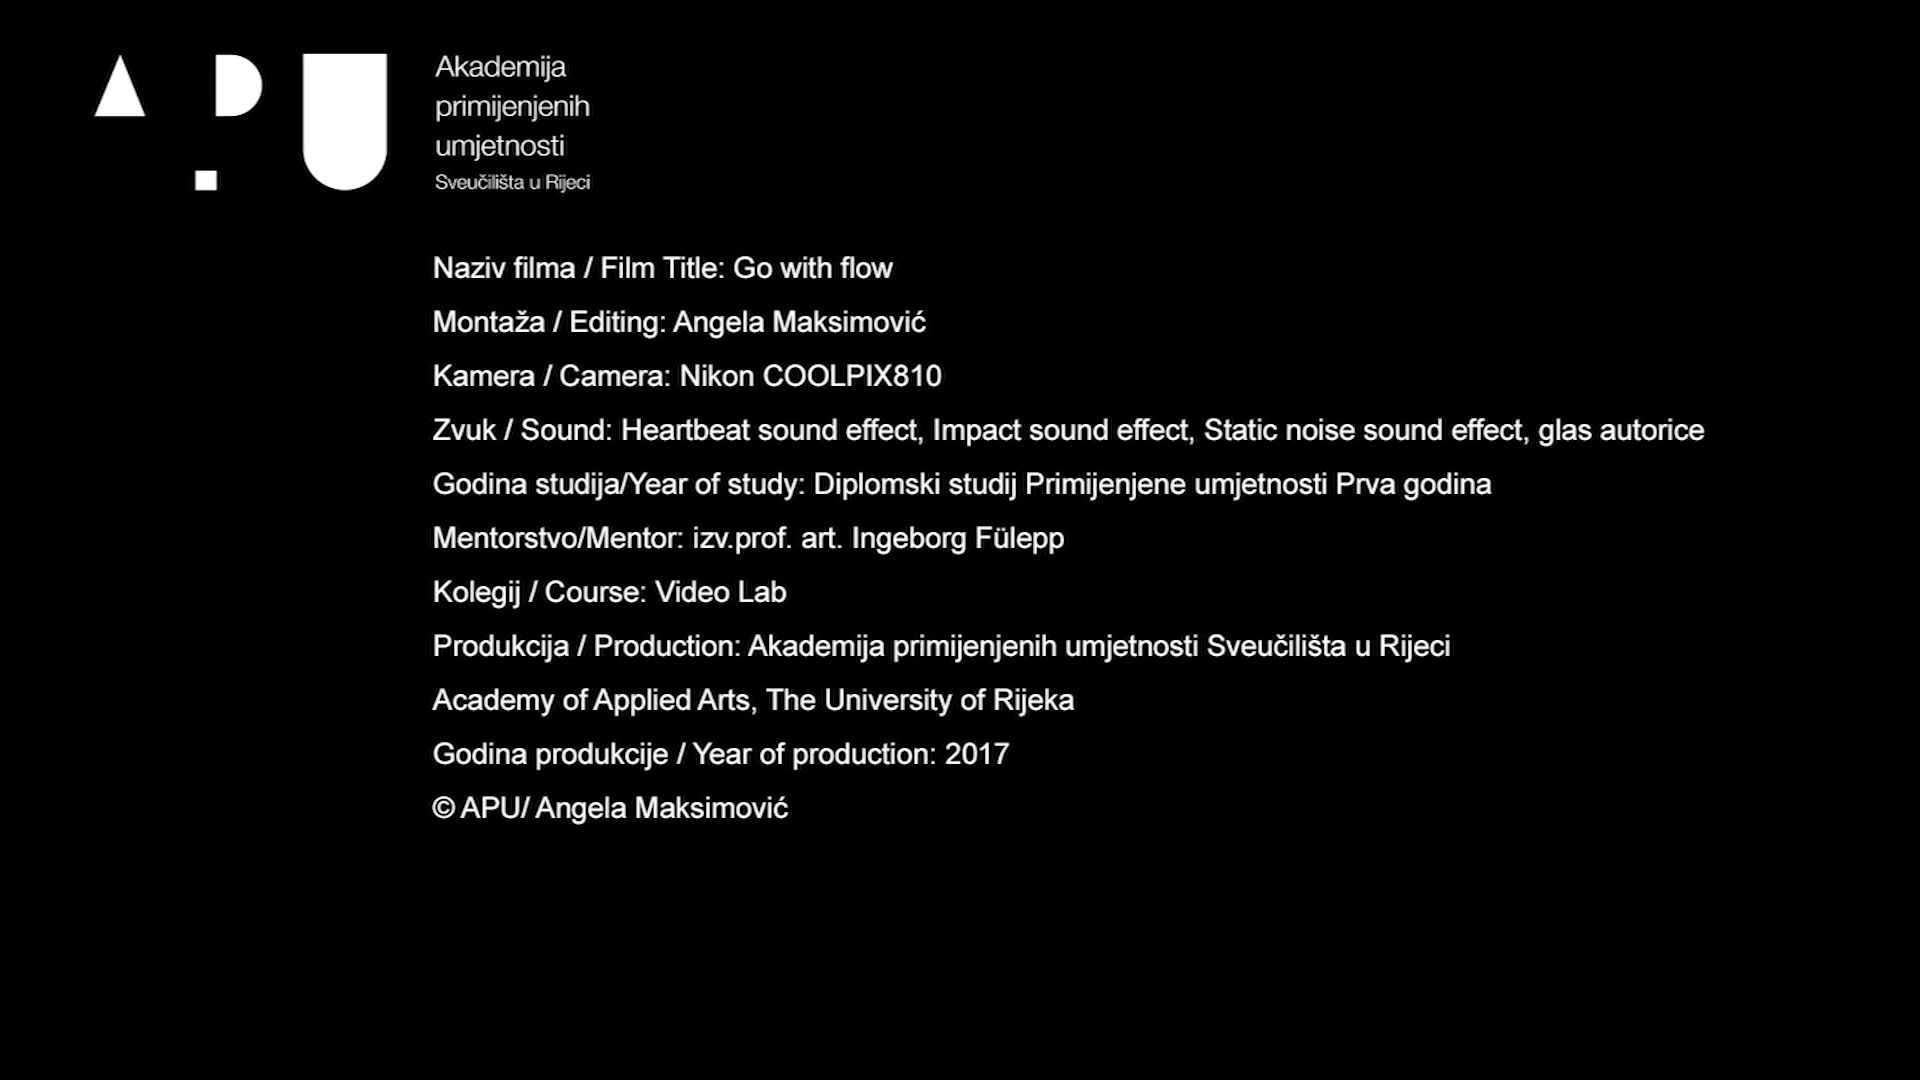 APU
Akademija
primijenjenih
umjetnosti
Sveučilišta u Rijeci
Naziv filma / Film Title: Go with flow
Montaža / Editing: Angela Maksimović
Kamera / Camera: Nikon COOLPIX810
Zvuk / Sound: Heartbeat sound effect, Impact sound effect, Static noise sound effect, glas autorice
Godina studija/Year of study: Diplomski studij Primijenjene umjetnosti Prva godina
Mentorstvo/Mentor: izv.prof. art. Ingeborg Fülepp
Kolegij / Course: Video Lab
Produkcija / Production: Akademija primijenjenih umjetnosti Sveučilišta u Rijeci
Academy of Applied Arts, The University of Rijeka
Godina produkcije / Year of production: 2017
© APU/ Angela Maksimović